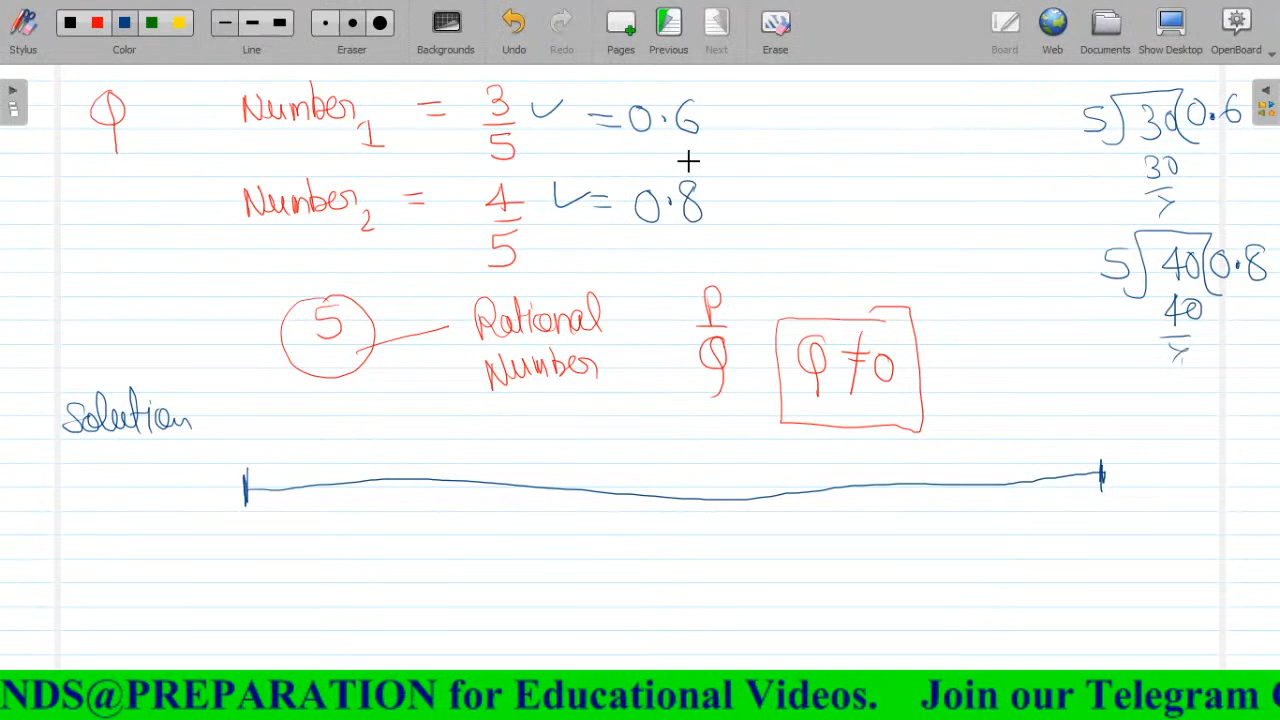 Stylus
Color
Line
Eraser
Backgrounds
Undo
Redo
Pages
Previous
Next
Erase
Board
Web
Documents
Show Desktop
OpenBoard
Q Number1 = 3/5 ✓ = 0.6
Number2 = 4/5 ✓ = 0.8
5)30(0.6
30
5)40(0.8
40
5 Rational Number P/Q Q ≠ 0
Solution
NDS@PREPARATION for Educational Videos. Join our Telegram